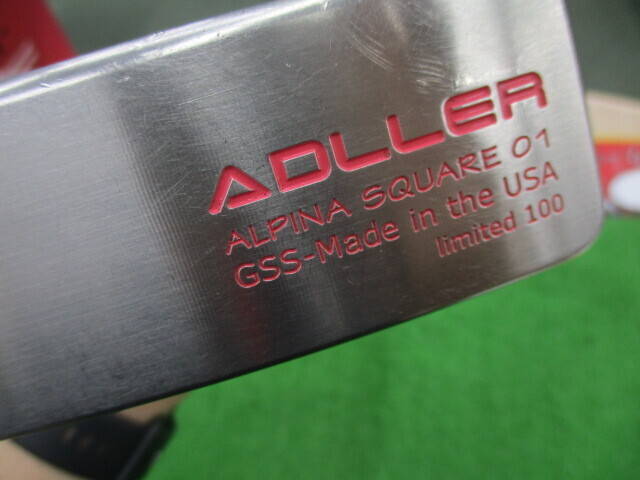 ADLLER
ALPINA SQUARE 01
GSS-Made in the USA
limited 100